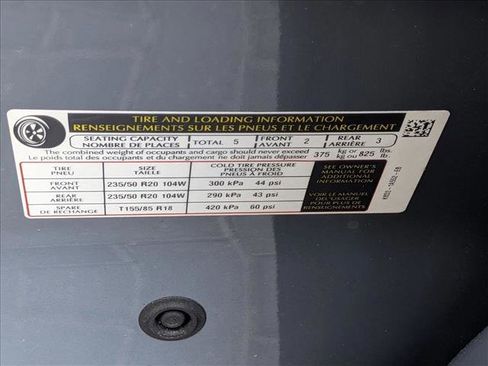 TIRE AND LOADING INFORMATION
RENSEIGNEMENTS SUR LES PNEUS ET LE CHARGEMENT
SEATING CAPACITY
NOMBRE DE PLACES
TOTAL 5
FRONT
AVANT
2
REAR
ARRIÈRE
3
The combined weight of occupants and cargo should never exceed
Le poids total des occupants et du chargement ne doit jamais dépasser
375 kg or 825 lbs.
kg ou lb.
TIRE
PNEU
SIZE
TAILLE
COLD TIRE PRESSURE
PRESSION DES
PNEUS À FROID
SEE OWNER'S
MANUAL FOR
ADDITIONAL
INFORMATION
FRONT
AVANT
235/50 R20 104W
300 kPa 44 psi
REAR
ARRIÈRE
235/50 R20 104W
290 kPa 43 psi
SPARE
DE RECHANGE
T155/85 R18
420 kPa 60 psi
VOIR LE MANUEL
DE L'USAGER
POUR PLUS DE
RENSEIGNEMENTS